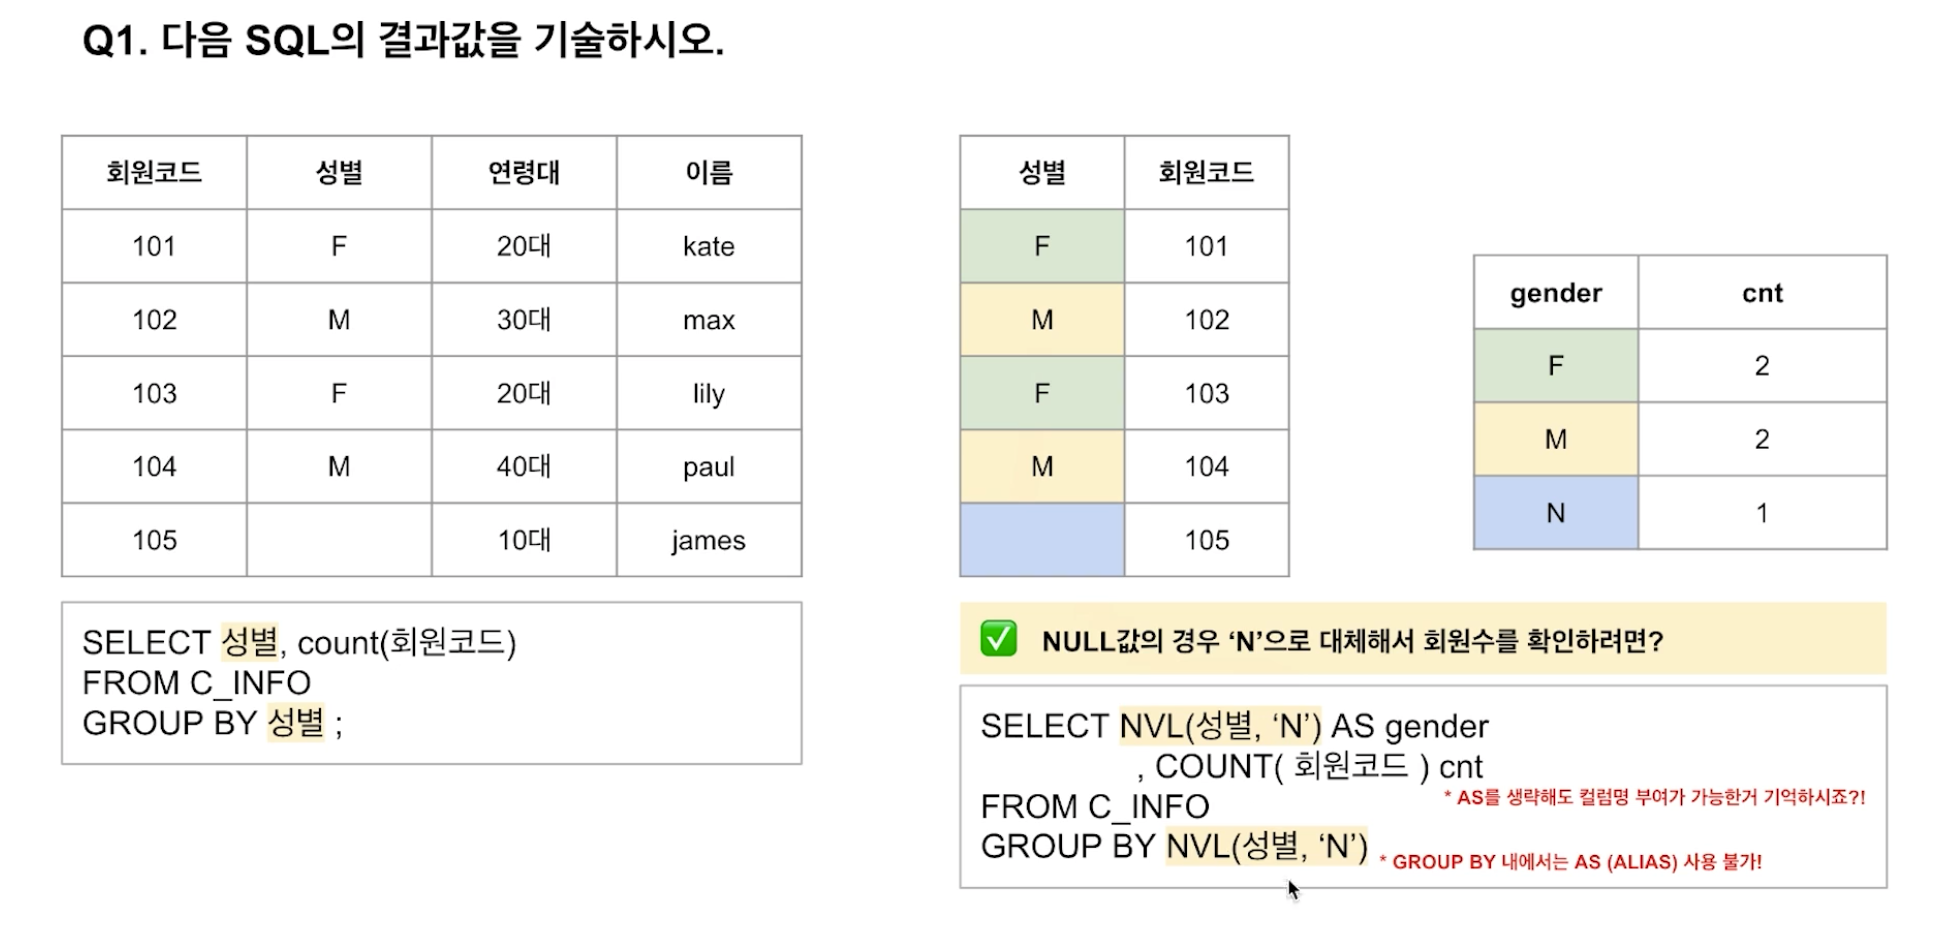 Q1. 다음 SQL의 결과값을 기술하시오.
회원코드 성별 연령대 이름
101 F 20대 kate
102 M 30대 max
103 F 20대 lily
104 M 40대 paul
105 10대 james
SELECT 성별, count(회원코드)
FROM C_INFO
GROUP BY 성별 ;
성별 회원코드
F 101
M 102
F 103
M 104
105
gender cnt
F 2
M 2
N 1
NULL값의 경우 ‘N’으로 대체해서 회원수를 확인하려면?
SELECT NVL(성별, ‘N’) AS gender
, COUNT( 회원코드 ) cnt
* AS를 생략해도 컬럼명 부여가 가능한거 기억하시죠?!
FROM C_INFO
GROUP BY NVL(성별, ‘N’)
* GROUP BY 내에서는 AS (ALIAS) 사용 불가!